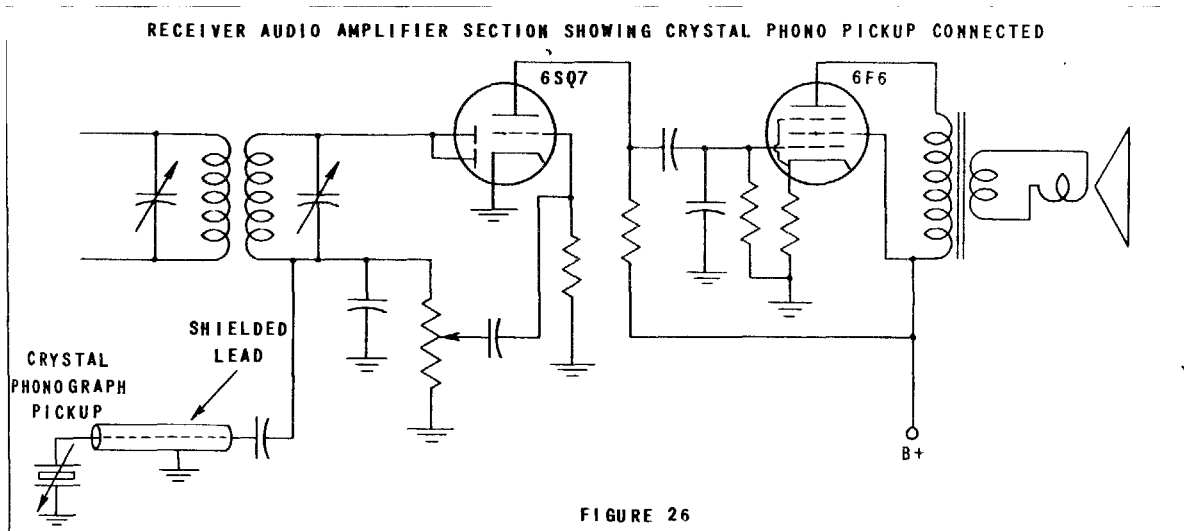 RECEIVER AUDIO AMPLIFIER SECTION SHOWING CRYSTAL PHONO PICKUP CONNECTED
6SQ7
6F6
SHIELDED
LEAD
CRYSTAL
PHONOGRAPH
PICKUP
B+
FIGURE 26